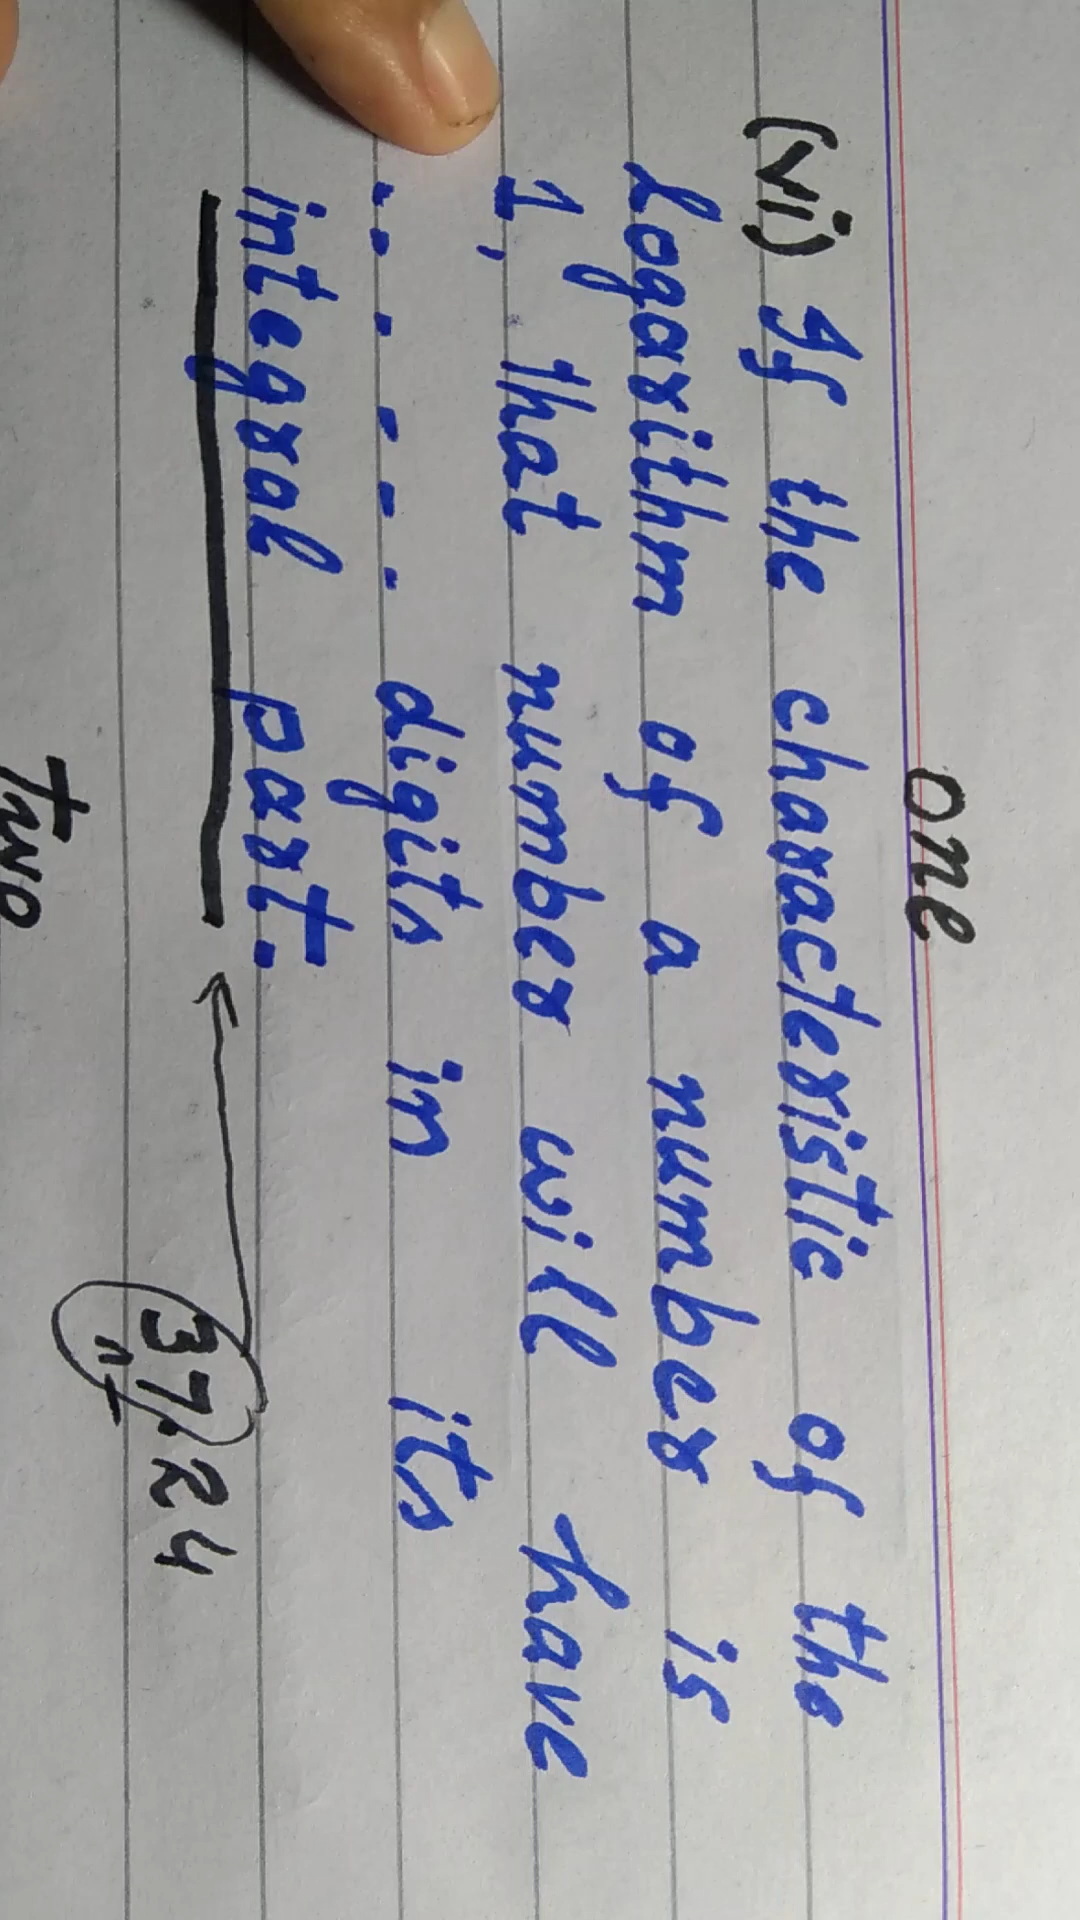 one
(vi) If the characteristic of the
logarithm of a number is
1, that number will have
...... digits in its
integral part.
37.24
two